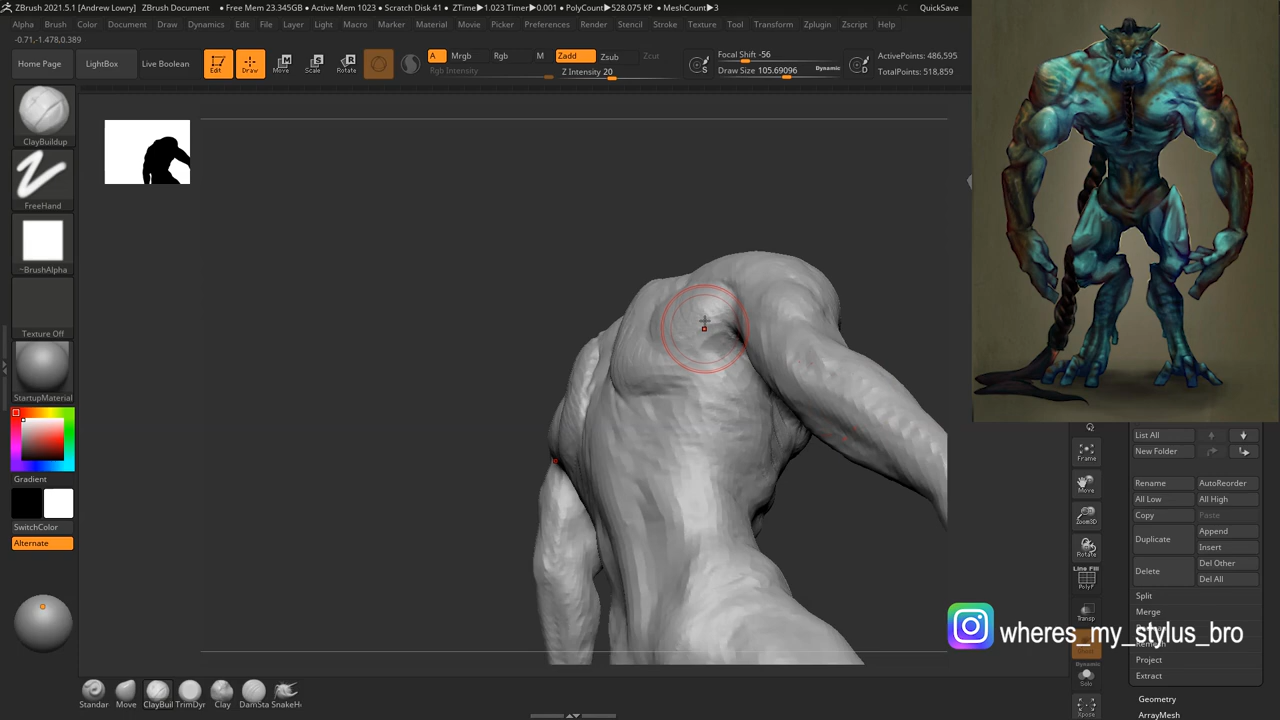 ZBrush 2021.5.1 [Andrew Lowry] ZBrush Document • Free Mem 23.345GB • Active Mem 1023 • Scratch Disk 41 • ZTime▶1.023 Timer▶0.001 • PolyCount▶528.075 KP • MeshCount▶3 AC QuickSave
Alpha Brush Color Document Draw Dynamics Edit File Layer Light Macro Marker Material Movie Picker Preferences Render Stencil Stroke Texture Tool Transform Zplugin Zscript Help
-0.71,-1.478,0.389
Home Page LightBox Live Boolean Edit Draw Move Scale Rotate
A Mrgb Rgb M Zadd Zsub Zcut
Rgb Intensity Z Intensity 20
Focal Shift -56
Draw Size 105.69096 Dynamic
S D
ActivePoints: 486,595
TotalPoints: 518,859
ClayBuildup
FreeHand
~BrushAlpha
Texture Off
StartupMaterial
Gradient
SwitchColor
Alternate
Standar Move ClayBuil TrimDyr Clay DamSta SnakeH
Frame
Move
Zoom3D
Rotate
Line Fill
PolyF
Transp
Dynamic
Solo
Xpose
List All
New Folder
Rename AutoReorder
All Low All High
Copy Paste
Duplicate Append
Insert
Delete Del Other
Del All
Split
Merge
wheres_my_stylus_bro
Project
Extract
Geometry
ArrayMesh